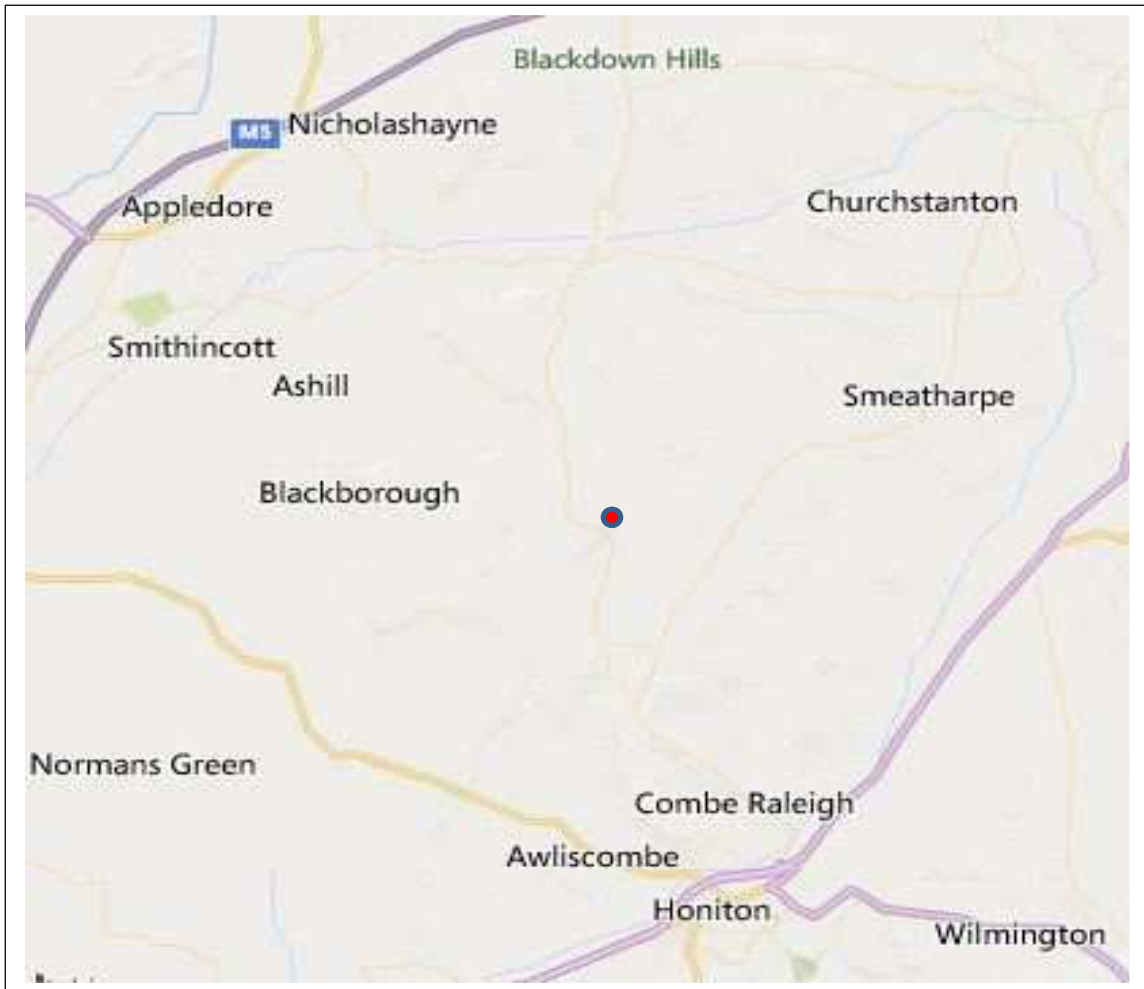 Blackdown Hills
M5
Nicholashayne
Churchstanton
Appledore
Smithincott
Ashill
Smeatharpe
Blackborough
Normans Green
Combe Raleigh
Awliscombe
Honiton
Wilmington